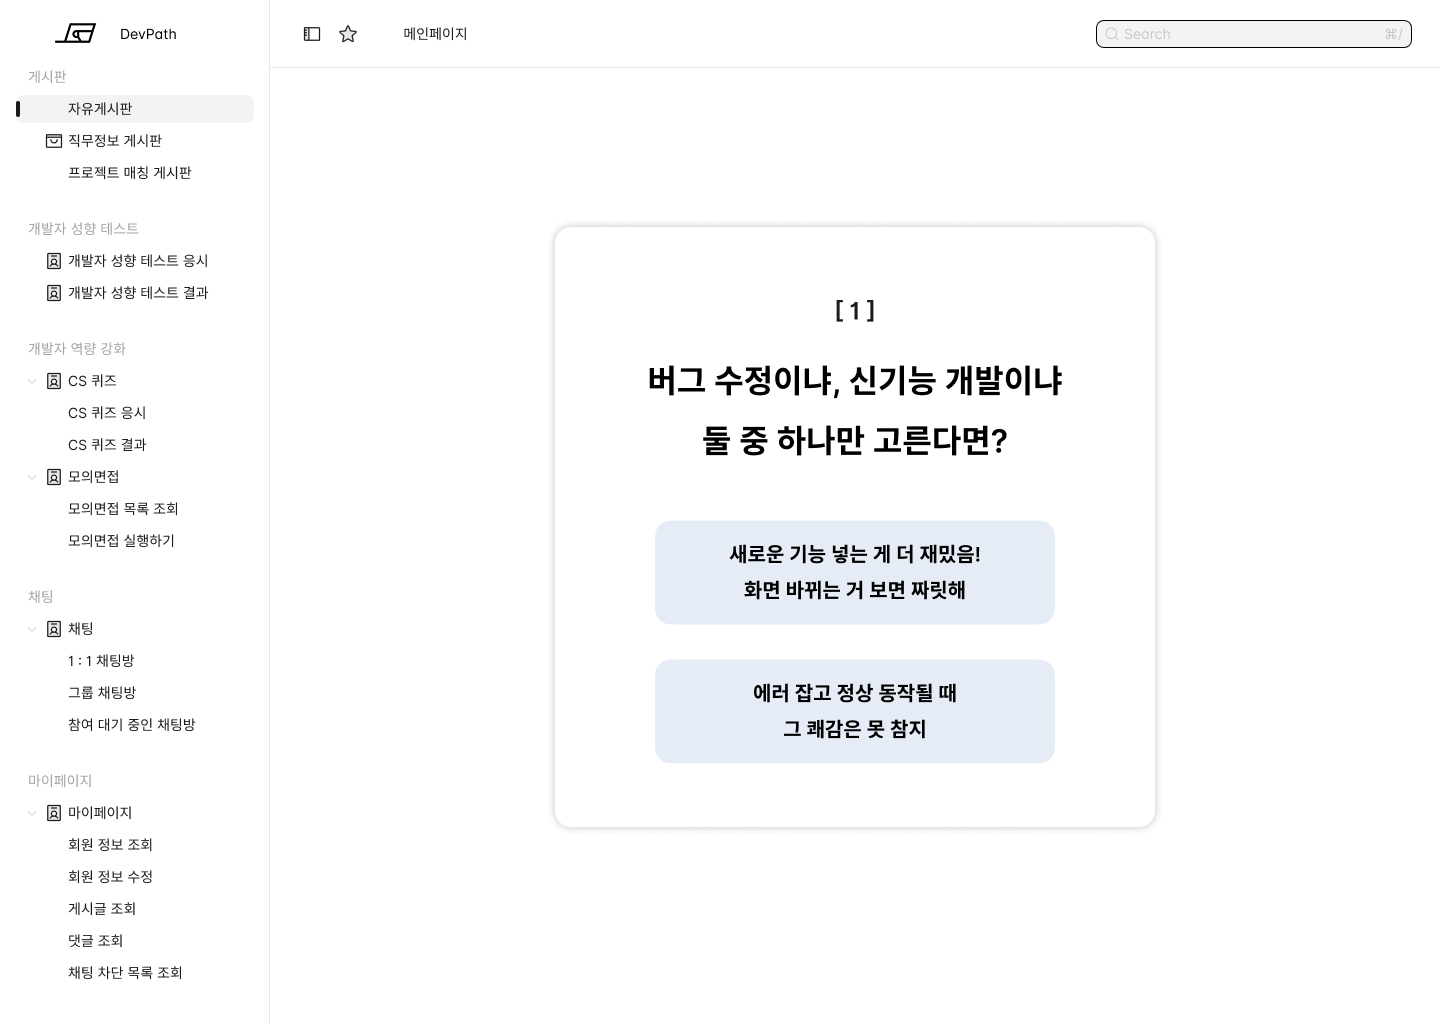 DevPath
게시판
자유게시판
직무정보 게시판
프로젝트 매칭 게시판
개발자 성향 테스트
개발자 성향 테스트 응시
개발자 성향 테스트 결과
개발자 역량 강화
CS 퀴즈
CS 퀴즈 응시
CS 퀴즈 결과
모의면접
모의면접 목록 조회
모의면접 실행하기
채팅
채팅
1 : 1 채팅방
그룹 채팅방
참여 대기 중인 채팅방
마이페이지
마이페이지
회원 정보 조회
회원 정보 수정
게시글 조회
댓글 조회
채팅 차단 목록 조회
메인페이지
Search ⌘/
[ 1 ]
버그 수정이냐, 신기능 개발이냐
둘 중 하나만 고른다면?
새로운 기능 넣는 게 더 재밌음!
화면 바뀌는 거 보면 짜릿해
에러 잡고 정상 동작될 때
그 쾌감은 못 참지